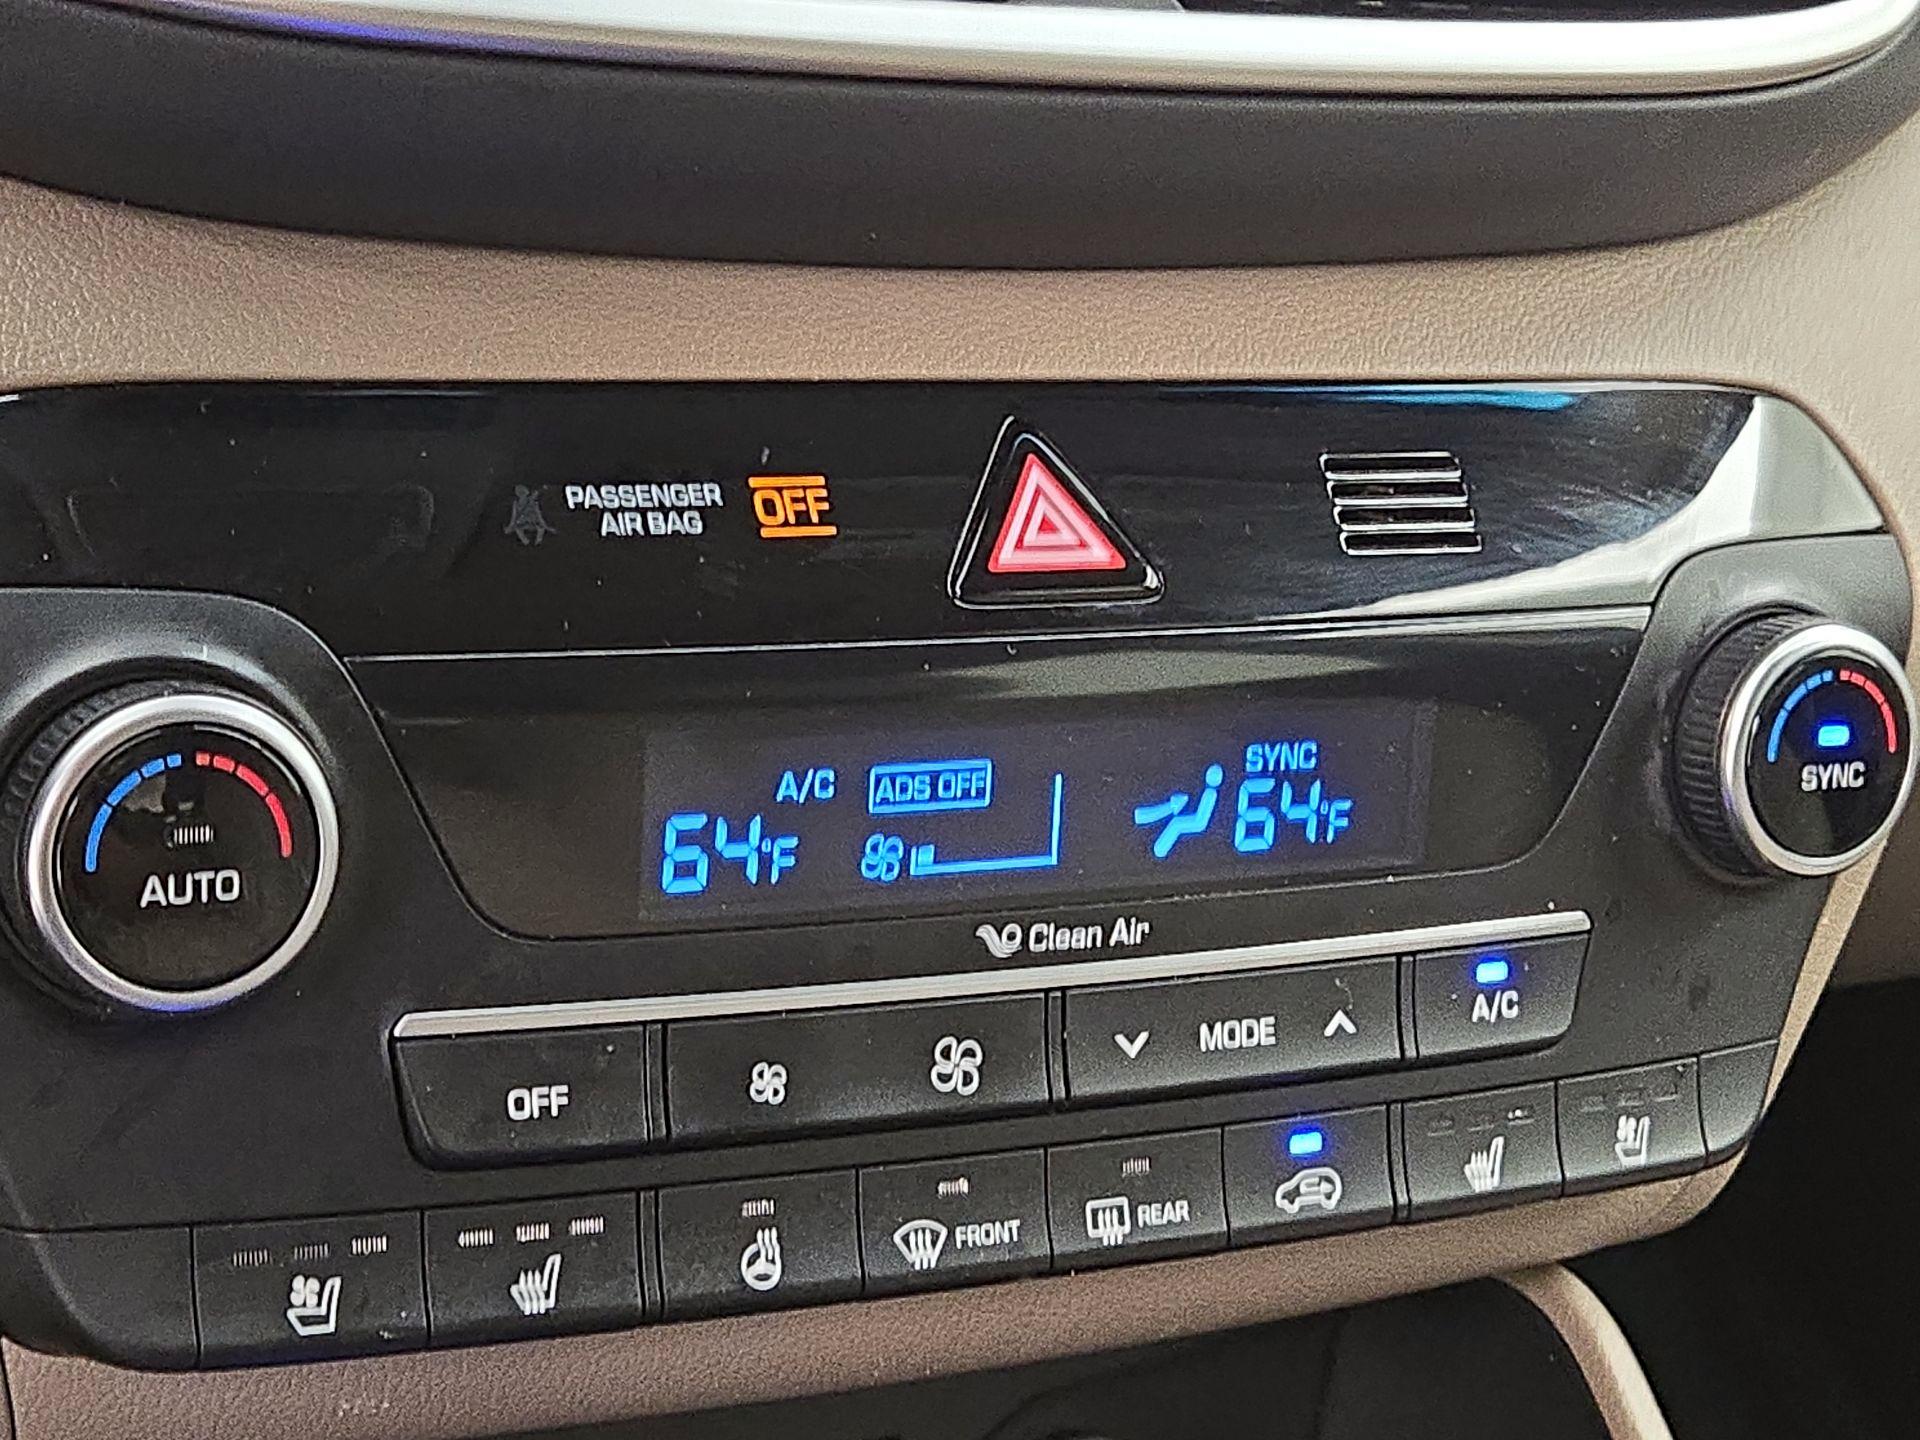 PASSENGER
AIR BAG
OFF
SYNC
A/C
ADS OFF
64°F
64°F
SYNC
AUTO
Clean Air
OFF
MODE
A/C
FRONT
REAR